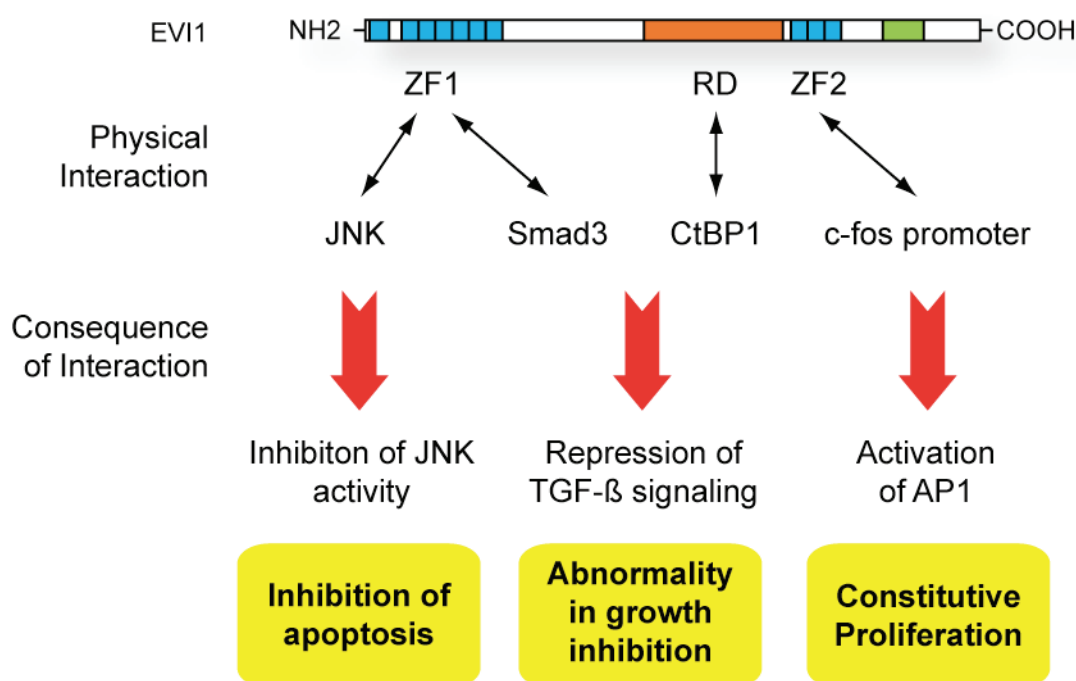 EVI1 NH2 COOH
ZF1 RD ZF2
Physical
Interaction
JNK Smad3 CtBP1 c-fos promoter
Consequence
of Interaction
Inhibiton of JNK
activity
Repression of
TGF-ß signaling
Activation
of AP1
Inhibition of
apoptosis
Abnormality
in growth
inhibition
Constitutive
Proliferation